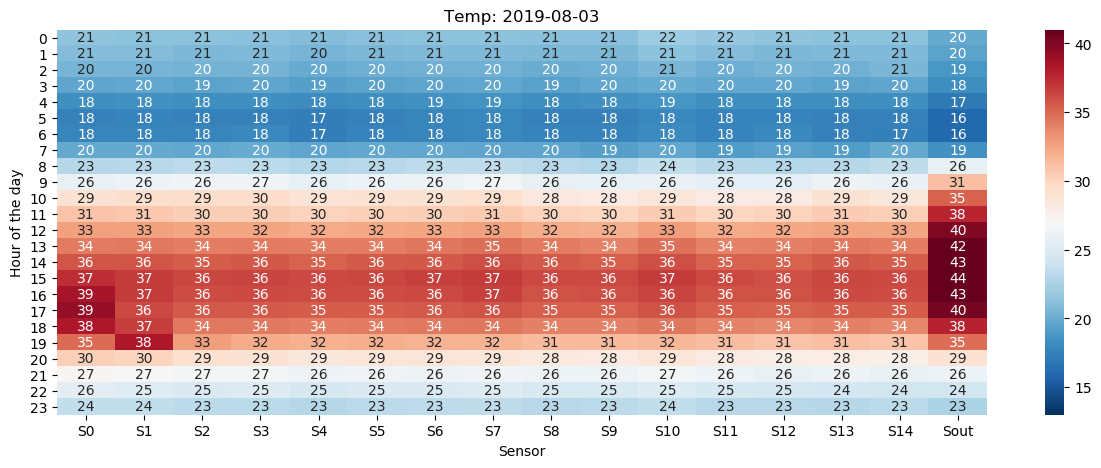 Temp: 2019-08-03
0 21 21 21 21 21 21 21 21 21 21 22 22 21 21 21 20
1 21 21 21 21 20 21 21 21 21 21 21 21 21 21 21 20
2 20 20 20 20 20 20 20 20 20 20 21 20 20 20 21 19
3 20 20 19 20 19 20 20 20 20 20 20 20 20 19 20 18
4 18 18 18 18 18 18 19 19 18 18 19 18 18 18 18 17
5 18 18 18 18 17 18 18 18 18 18 18 18 18 18 18 16
6 18 18 18 18 17 18 18 18 18 18 18 18 18 18 17 16
7 20 20 20 20 20 20 20 20 20 19 20 19 19 19 20 19
8 23 23 23 23 23 23 23 23 23 23 24 23 23 23 23 26
9 26 26 26 27 26 26 26 27 26 26 26 26 26 26 26 31
10 29 29 29 30 29 29 29 29 28 28 29 28 28 29 29 35
11 31 31 30 30 30 30 30 31 30 30 31 30 30 31 30 38
12 33 33 33 32 32 32 33 33 32 32 33 32 32 33 33 40
13 34 34 34 34 34 34 34 35 34 34 35 34 34 34 34 42
14 36 36 35 36 35 36 36 36 36 35 36 35 35 36 35 43
15 37 37 36 36 36 36 37 37 36 36 37 36 36 36 36 44
16 39 37 36 36 36 36 36 37 36 36 36 36 36 36 36 43
17 39 36 36 36 35 35 36 36 35 35 36 35 35 36 35 40
18 38 37 34 34 34 34 34 34 34 34 34 34 34 34 34 38
19 35 38 33 32 32 32 32 32 31 31 32 31 31 31 31 35
20 30 30 29 29 29 29 29 29 28 28 29 28 28 28 28 29
21 27 27 27 27 26 26 26 26 26 26 27 26 26 26 26 26
22 26 25 25 25 25 25 25 25 25 25 25 25 25 24 24 24
23 24 24 23 23 23 23 23 23 23 23 24 23 23 23 23 23
S0 S1 S2 S3 S4 S5 S6 S7 S8 S9 S10 S11 S12 S13 S14 Sout
Sensor
Hour of the day
40
35
30
25
20
15